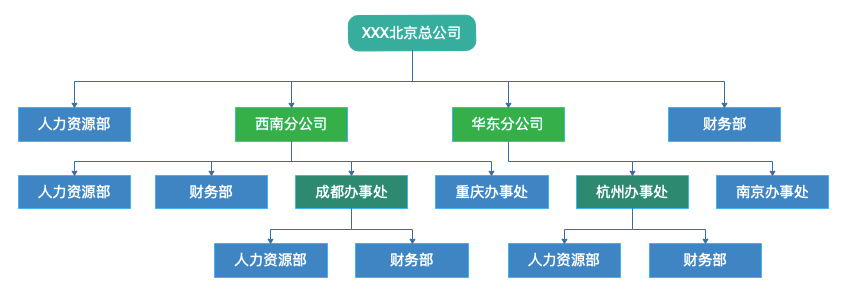 XXX北京总公司
人力资源部
西南分公司
华东分公司
财务部
人力资源部
财务部
成都办事处
重庆办事处
杭州办事处
南京办事处
人力资源部
财务部
人力资源部
财务部